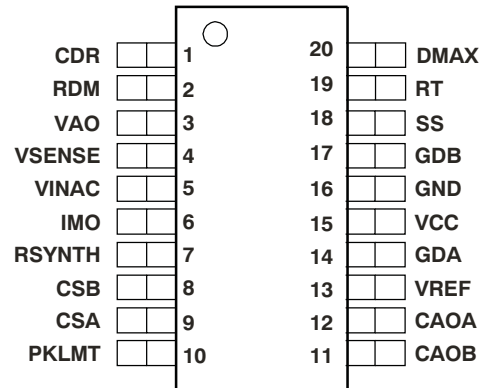 CDR 1 20 DMAX
RDM 2 19 RT
VAO 3 18 SS
VSENSE 4 17 GDB
VINAC 5 16 GND
IMO 6 15 VCC
RSYNTH 7 14 GDA
CSB 8 13 VREF
CSA 9 12 CAOA
PKLMT 10 11 CAOB